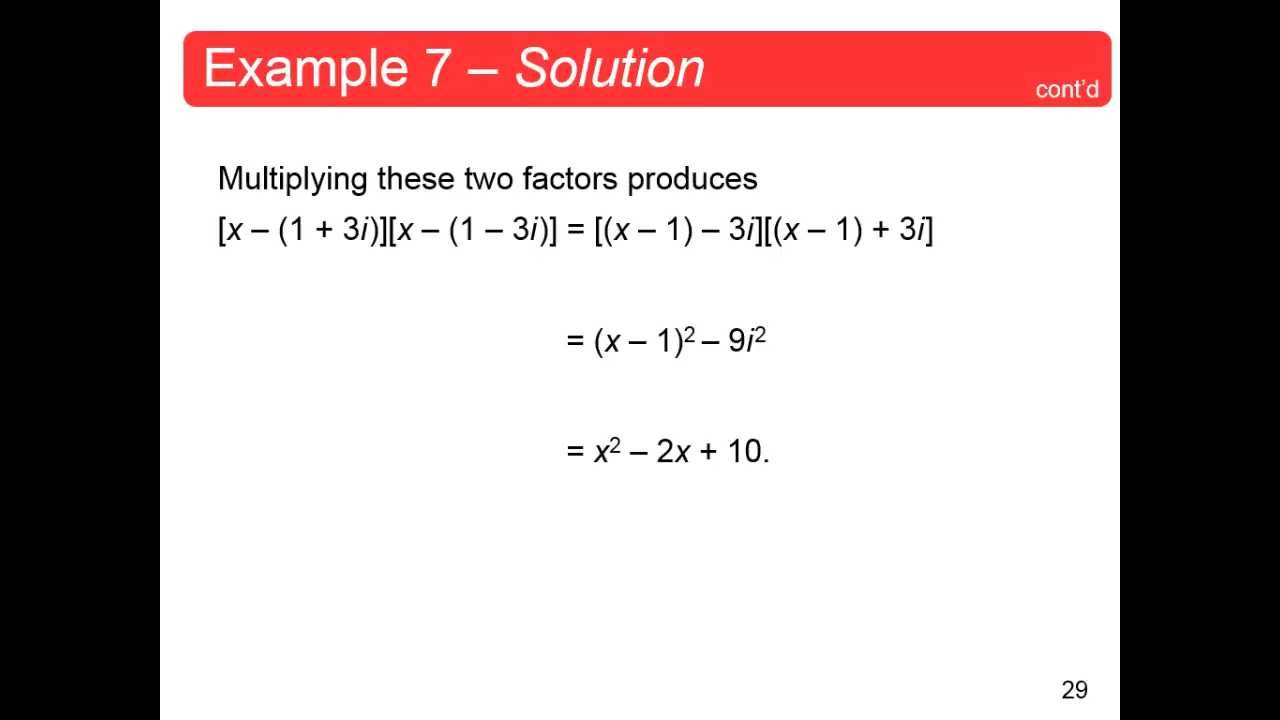 Example 7 – Solution
cont’d
Multiplying these two factors produces
[x – (1 + 3i)][x – (1 – 3i)] = [(x – 1) – 3i][(x – 1) + 3i]
= (x – 1)² – 9i²
= x² – 2x + 10.
29